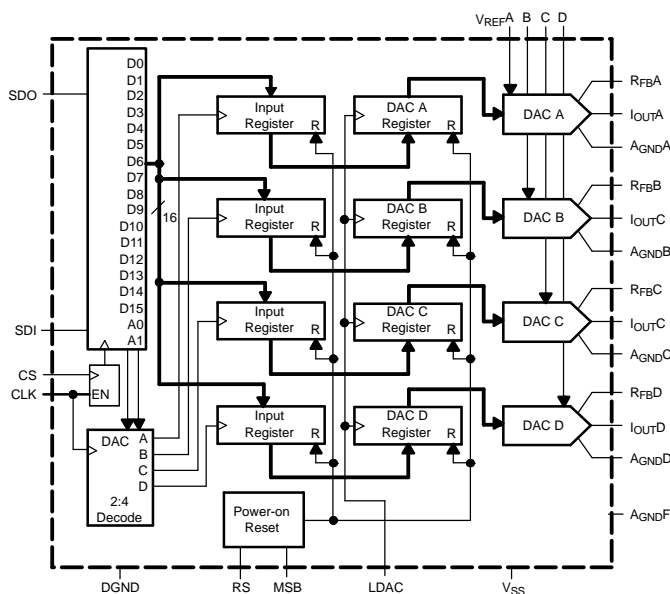 VREFA B C D
D0
D1
D2
D3
D4
D5
D6
D7
D8
D9
D10
D11
D12
D13
D14
D15
A0
A1
SDO
SDI
CS
CLK
EN
16
DAC
A
B
C
D
2:4
Decode
Input
Register
R
DAC A
Register
R
DAC A
RFBA
IOUTA
AGNDA
Input
Register
R
DAC B
Register
R
DAC B
RFBB
IOUTC
AGNDB
Input
Register
R
DAC C
Register
R
DAC C
RFBC
IOUTC
AGNDC
Input
Register
R
DAC D
Register
R
DAC D
RFBD
IOUTD
AGNDD
Power-on
Reset
AGNDF
DGND
RS
MSB
LDAC
VSS